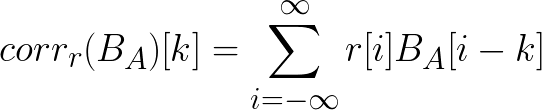 $corr_r(B_A)[k] = \sum_{i=-\infty}^{\infty} r[i]B_A[i-k]$